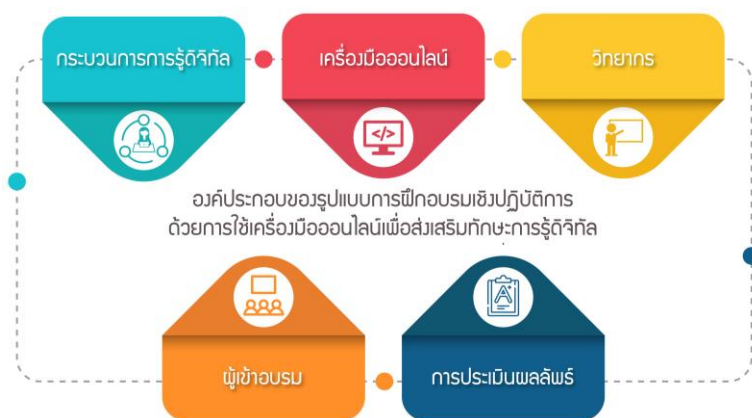 กระบวนการการรู้ดิจิทัล
เครื่องมือออนไลน์
วิทยากร
องค์ประกอบของรูปแบบการฝึกอบรมเชิงปฏิบัติการ
ด้วยการใช้เครื่องมือออนไลน์เพื่อส่งเสริมทักษะการรู้ดิจิทัล
ผู้เข้าอบรม
การประเมินผลลัพธ์